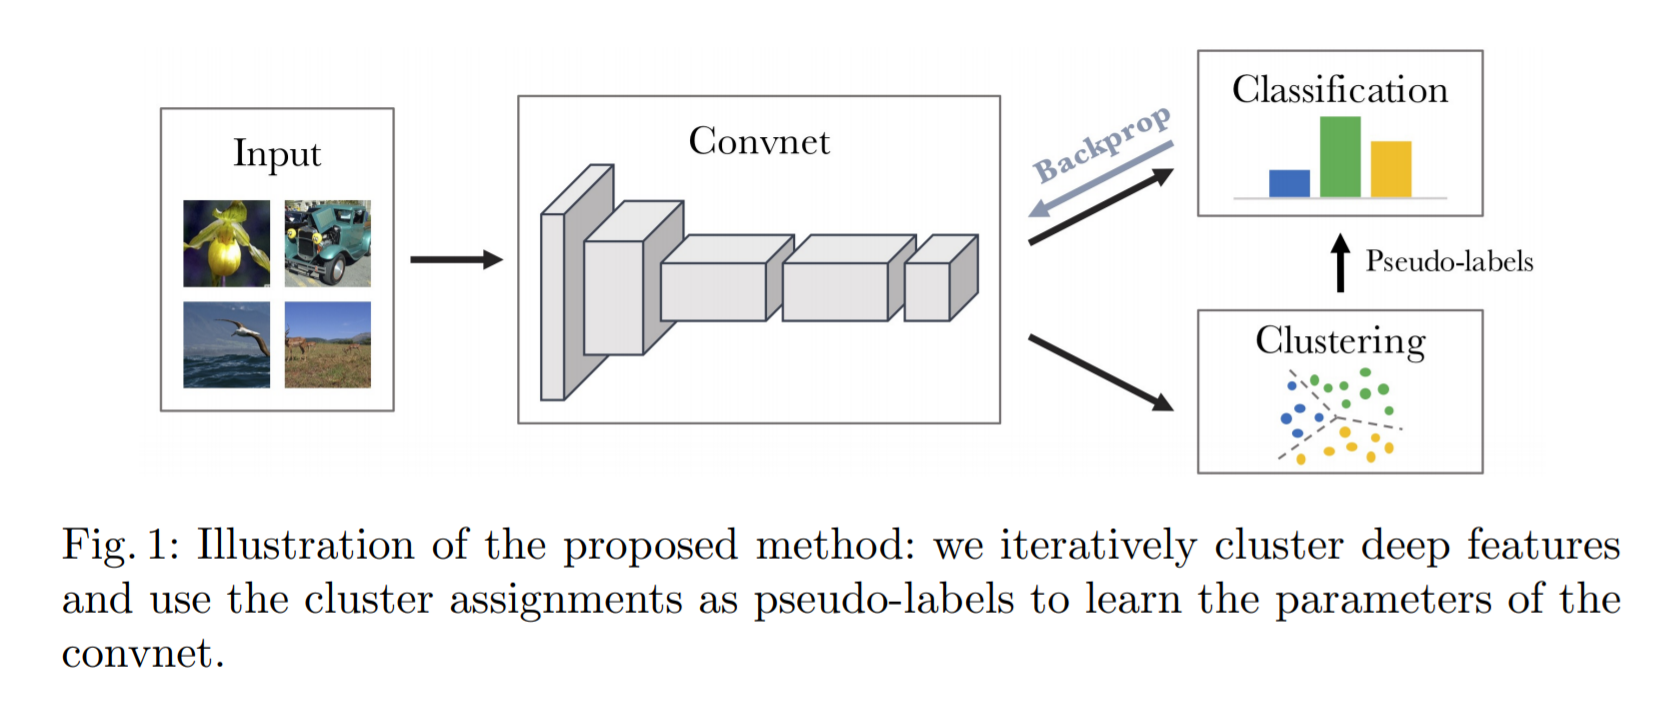 Input
Convnet
Backprop
Classification
Pseudo-labels
Clustering
Fig. 1: Illustration of the proposed method: we iteratively cluster deep features
and use the cluster assignments as pseudo-labels to learn the parameters of the
convnet.